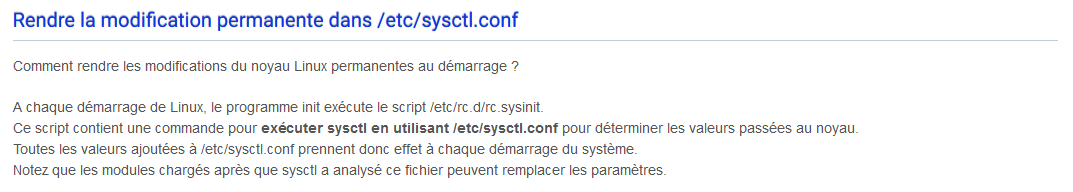 Rendre la modification permanente dans /etc/sysctl.conf
Comment rendre les modifications du noyau Linux permanentes au démarrage ?
A chaque démarrage de Linux, le programme init exécute le script /etc/rc.d/rc.sysinit.
Ce script contient une commande pour exécuter sysctl en utilisant /etc/sysctl.conf pour déterminer les valeurs passées au noyau.
Toutes les valeurs ajoutées à /etc/sysctl.conf prennent donc effet à chaque démarrage du système.
Notez que les modules chargés après que sysctl a analysé ce fichier peuvent remplacer les paramètres.